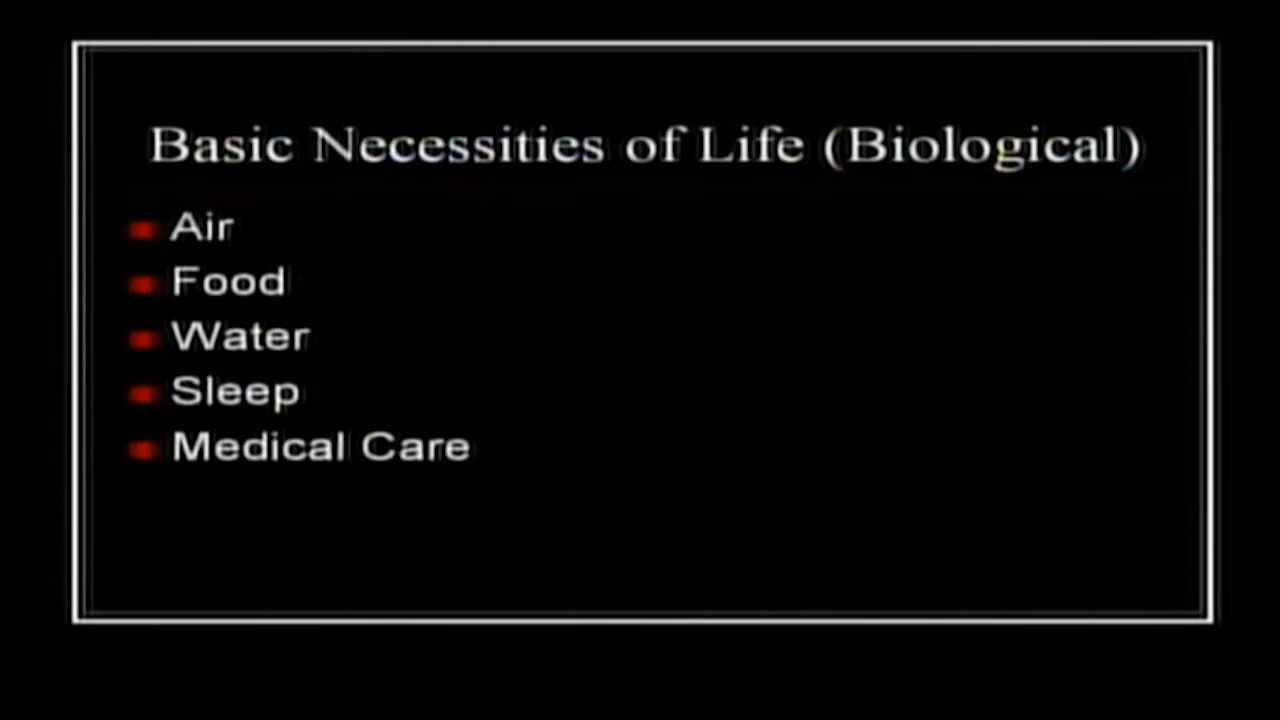 Basic Necessities of Life (Biological)
Air
Food
Water
Sleep
Medical Care